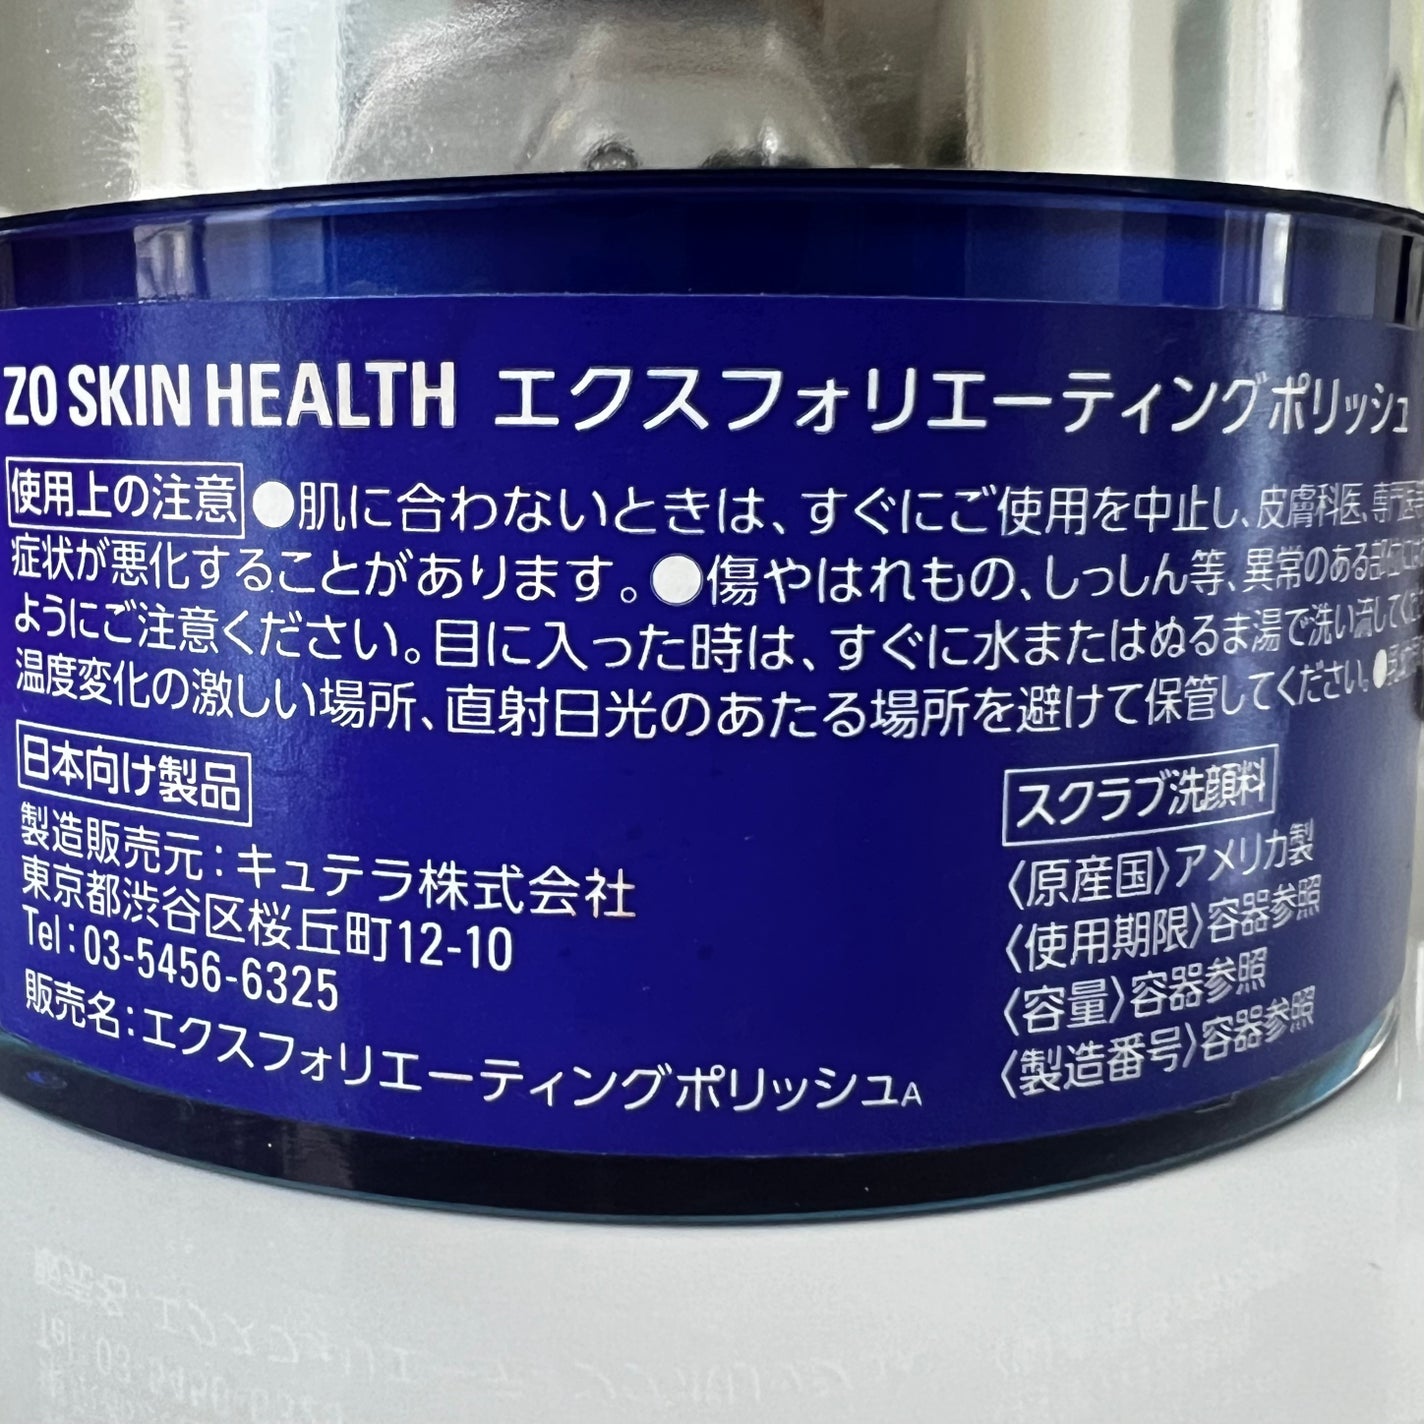 ZO SKIN HEALTH エクスフォリエーティングポリッシュ
使用上の注意 ●肌に合わないときは、すぐにご使用を中止し、皮膚科医、専門
症状が悪化することがあります。●傷やはれもの、しっしん等、異常のある部位
ようにご注意ください。目に入った時は、すぐに水またはぬるま湯で洗い流して
温度変化の激しい場所、直射日光のあたる場所を避けて保管してください。●
日本向け製品
製造販売元：キュテラ株式会社
東京都渋谷区桜丘町12-10
Tel：03-5456-6325
販売名：エクスフォリエーティングポリッシュA
スクラブ洗顔料
〈原産国〉アメリカ製
〈使用期限〉容器参照
〈容量〉容器参照
〈製造番号〉容器参照